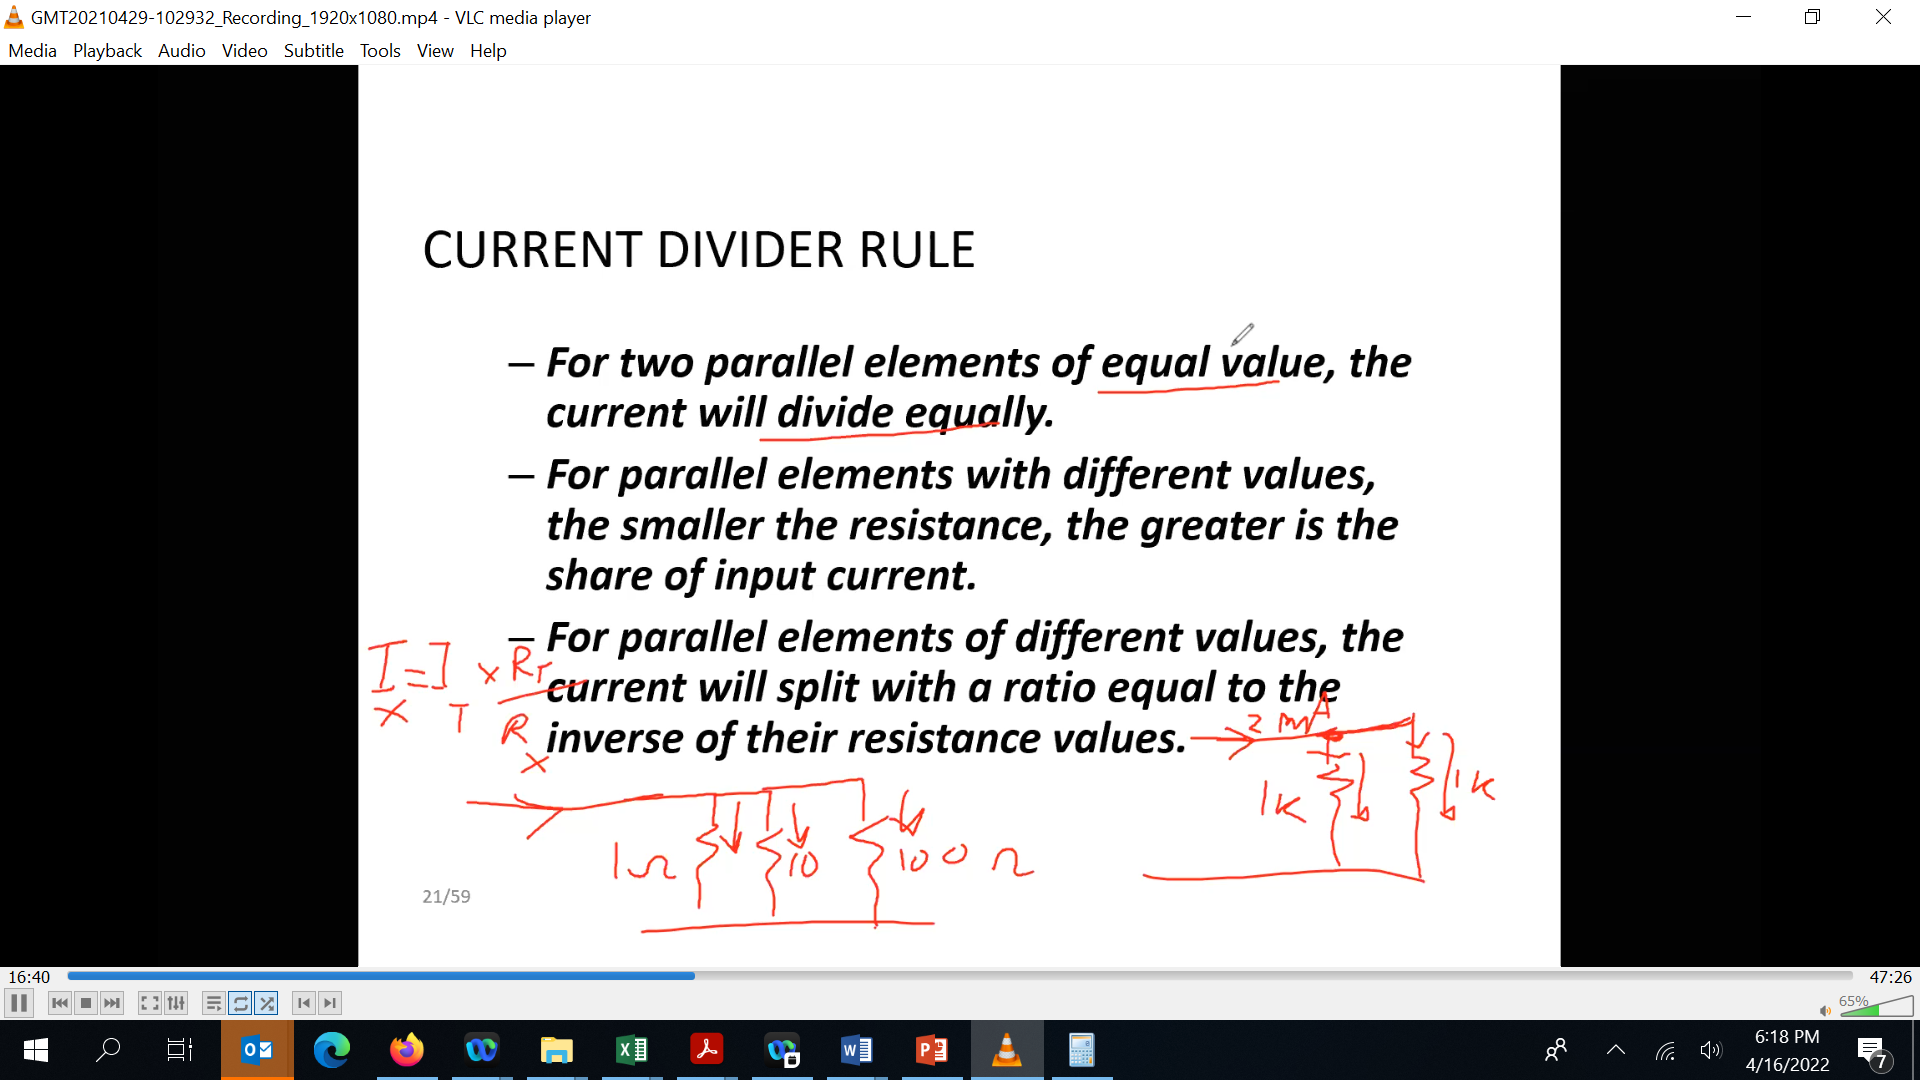 GMT20210429-102932_Recording_1920x1080.mp4 - VLC media player
Media Playback Audio Video Subtitle Tools View Help
CURRENT DIVIDER RULE
– For two parallel elements of equal value, the
current will divide equally.
– For parallel elements with different values,
the smaller the resistance, the greater is the
share of input current.
– For parallel elements of different values, the
current will split with a ratio equal to the
inverse of their resistance values.
I = I × RT
X T R
X
2 mA
1K 1K
1Ω 10 100 Ω
21/59
16:40 47:26
65%
6:18 PM
4/16/2022
7